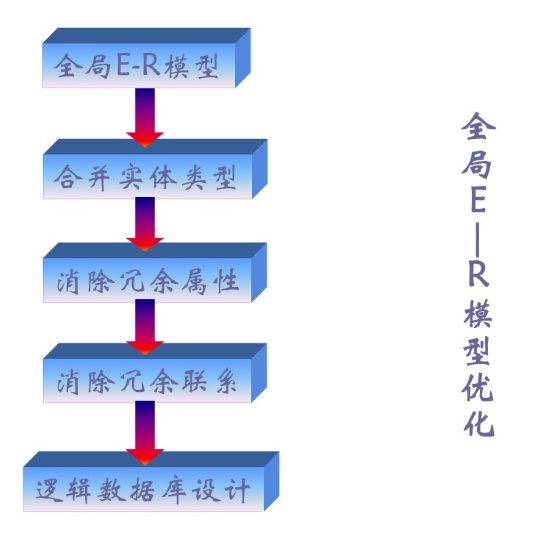 全局E-R模型
合并实体类型
消除冗余属性
消除冗余联系
逻辑数据库设计
全局E—R模型优化